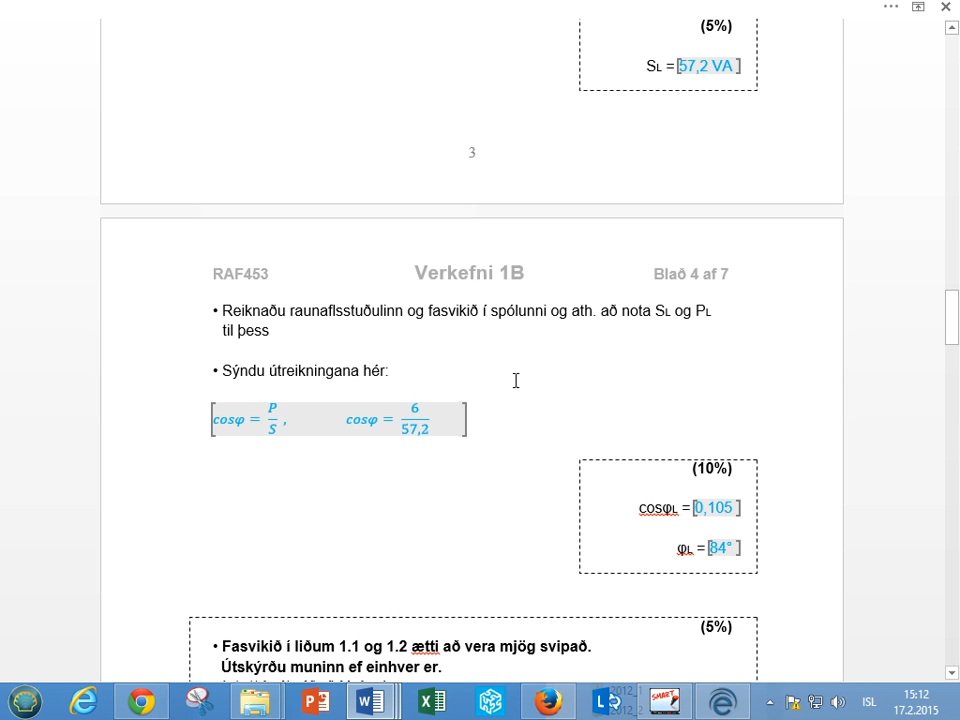 (5%)
SL = [57,2 VA ]
3
RAF453 Verkefni 1B Blað 4 af 7
• Reiknaðu raunaflsstuðulinn og fasvikið í spólunni og ath. að nota SL og PL
til þess
• Sýndu útreikningana hér:
[cosφ = P/S , cosφ = 6/57,2 ]
(10%)
cosφL = [0,105 ]
φL = [84° ]
(5%)
• Fasvikið í liðum 1.1 og 1.2 ætti að vera mjög svipað.
Útskýrðu muninn ef einhver er.
2012_1
2012_2
SMART
ISL
15:12
17.2.2015